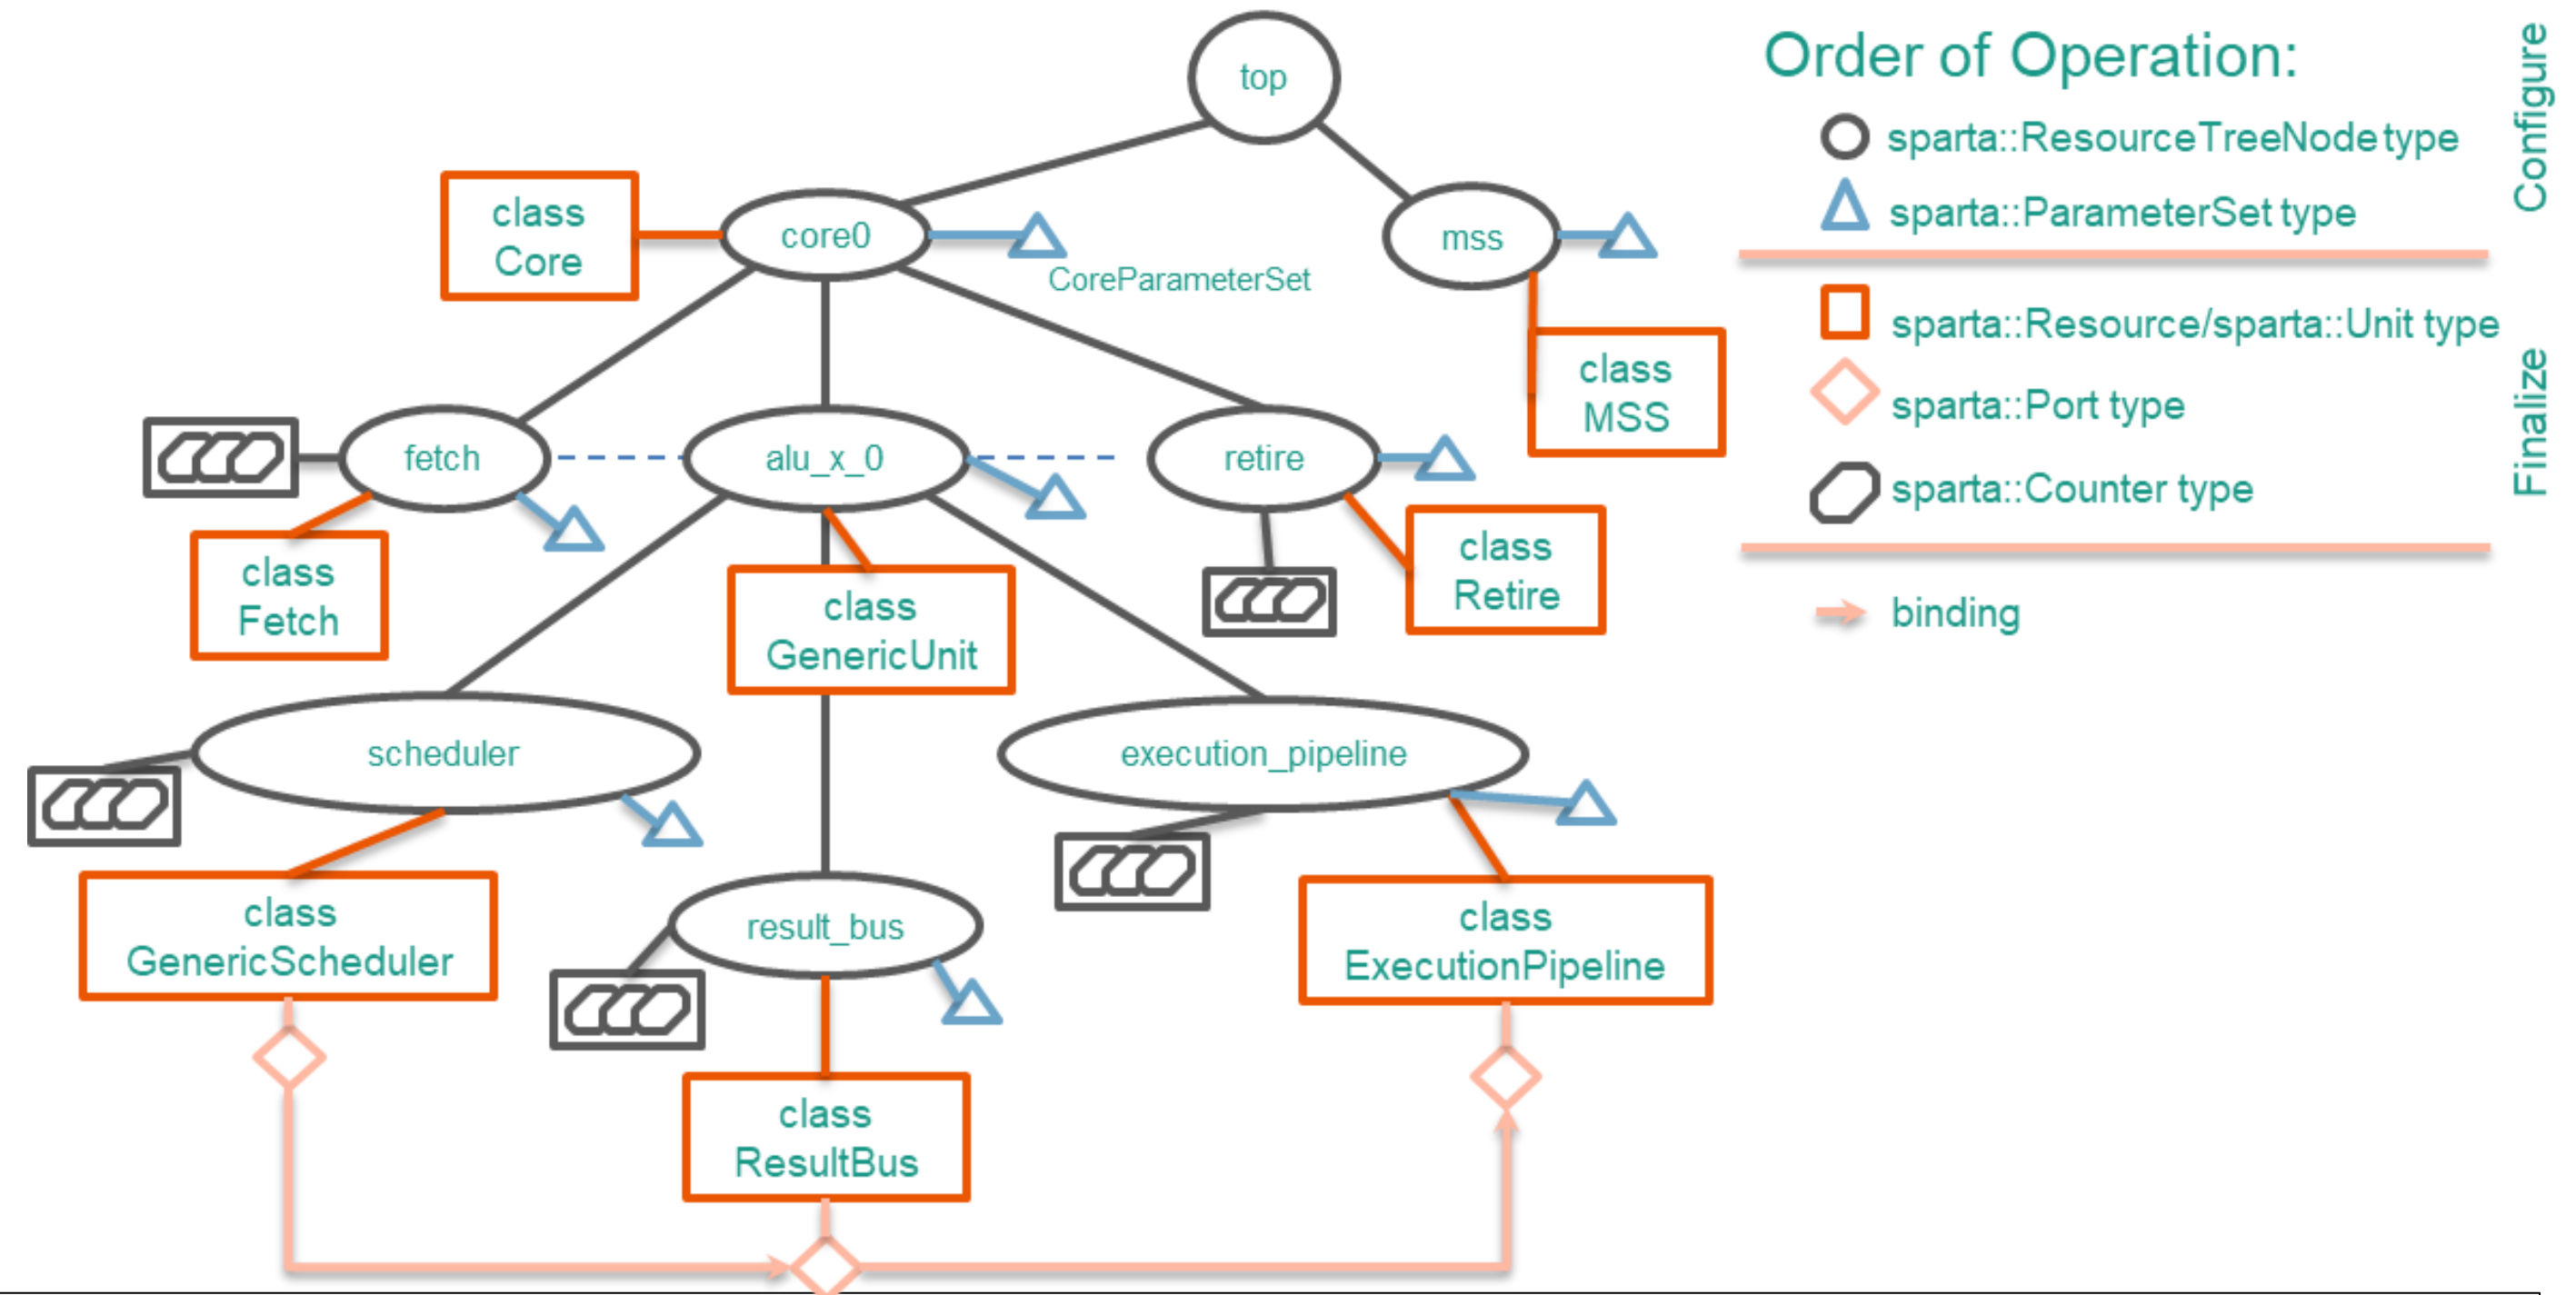 top
Order of Operation:
Configure
sparta::ResourceTreeNode type
sparta::ParameterSet type
class
Core
core0
CoreParameterSet
mss
class
MSS
sparta::Resource/sparta::Unit type
sparta::Port type
sparta::Counter type
Finalize
binding
fetch
alu_x_0
retire
class
Fetch
class
GenericUnit
class
Retire
scheduler
execution_pipeline
class
GenericScheduler
result_bus
class
ExecutionPipeline
class
ResultBus